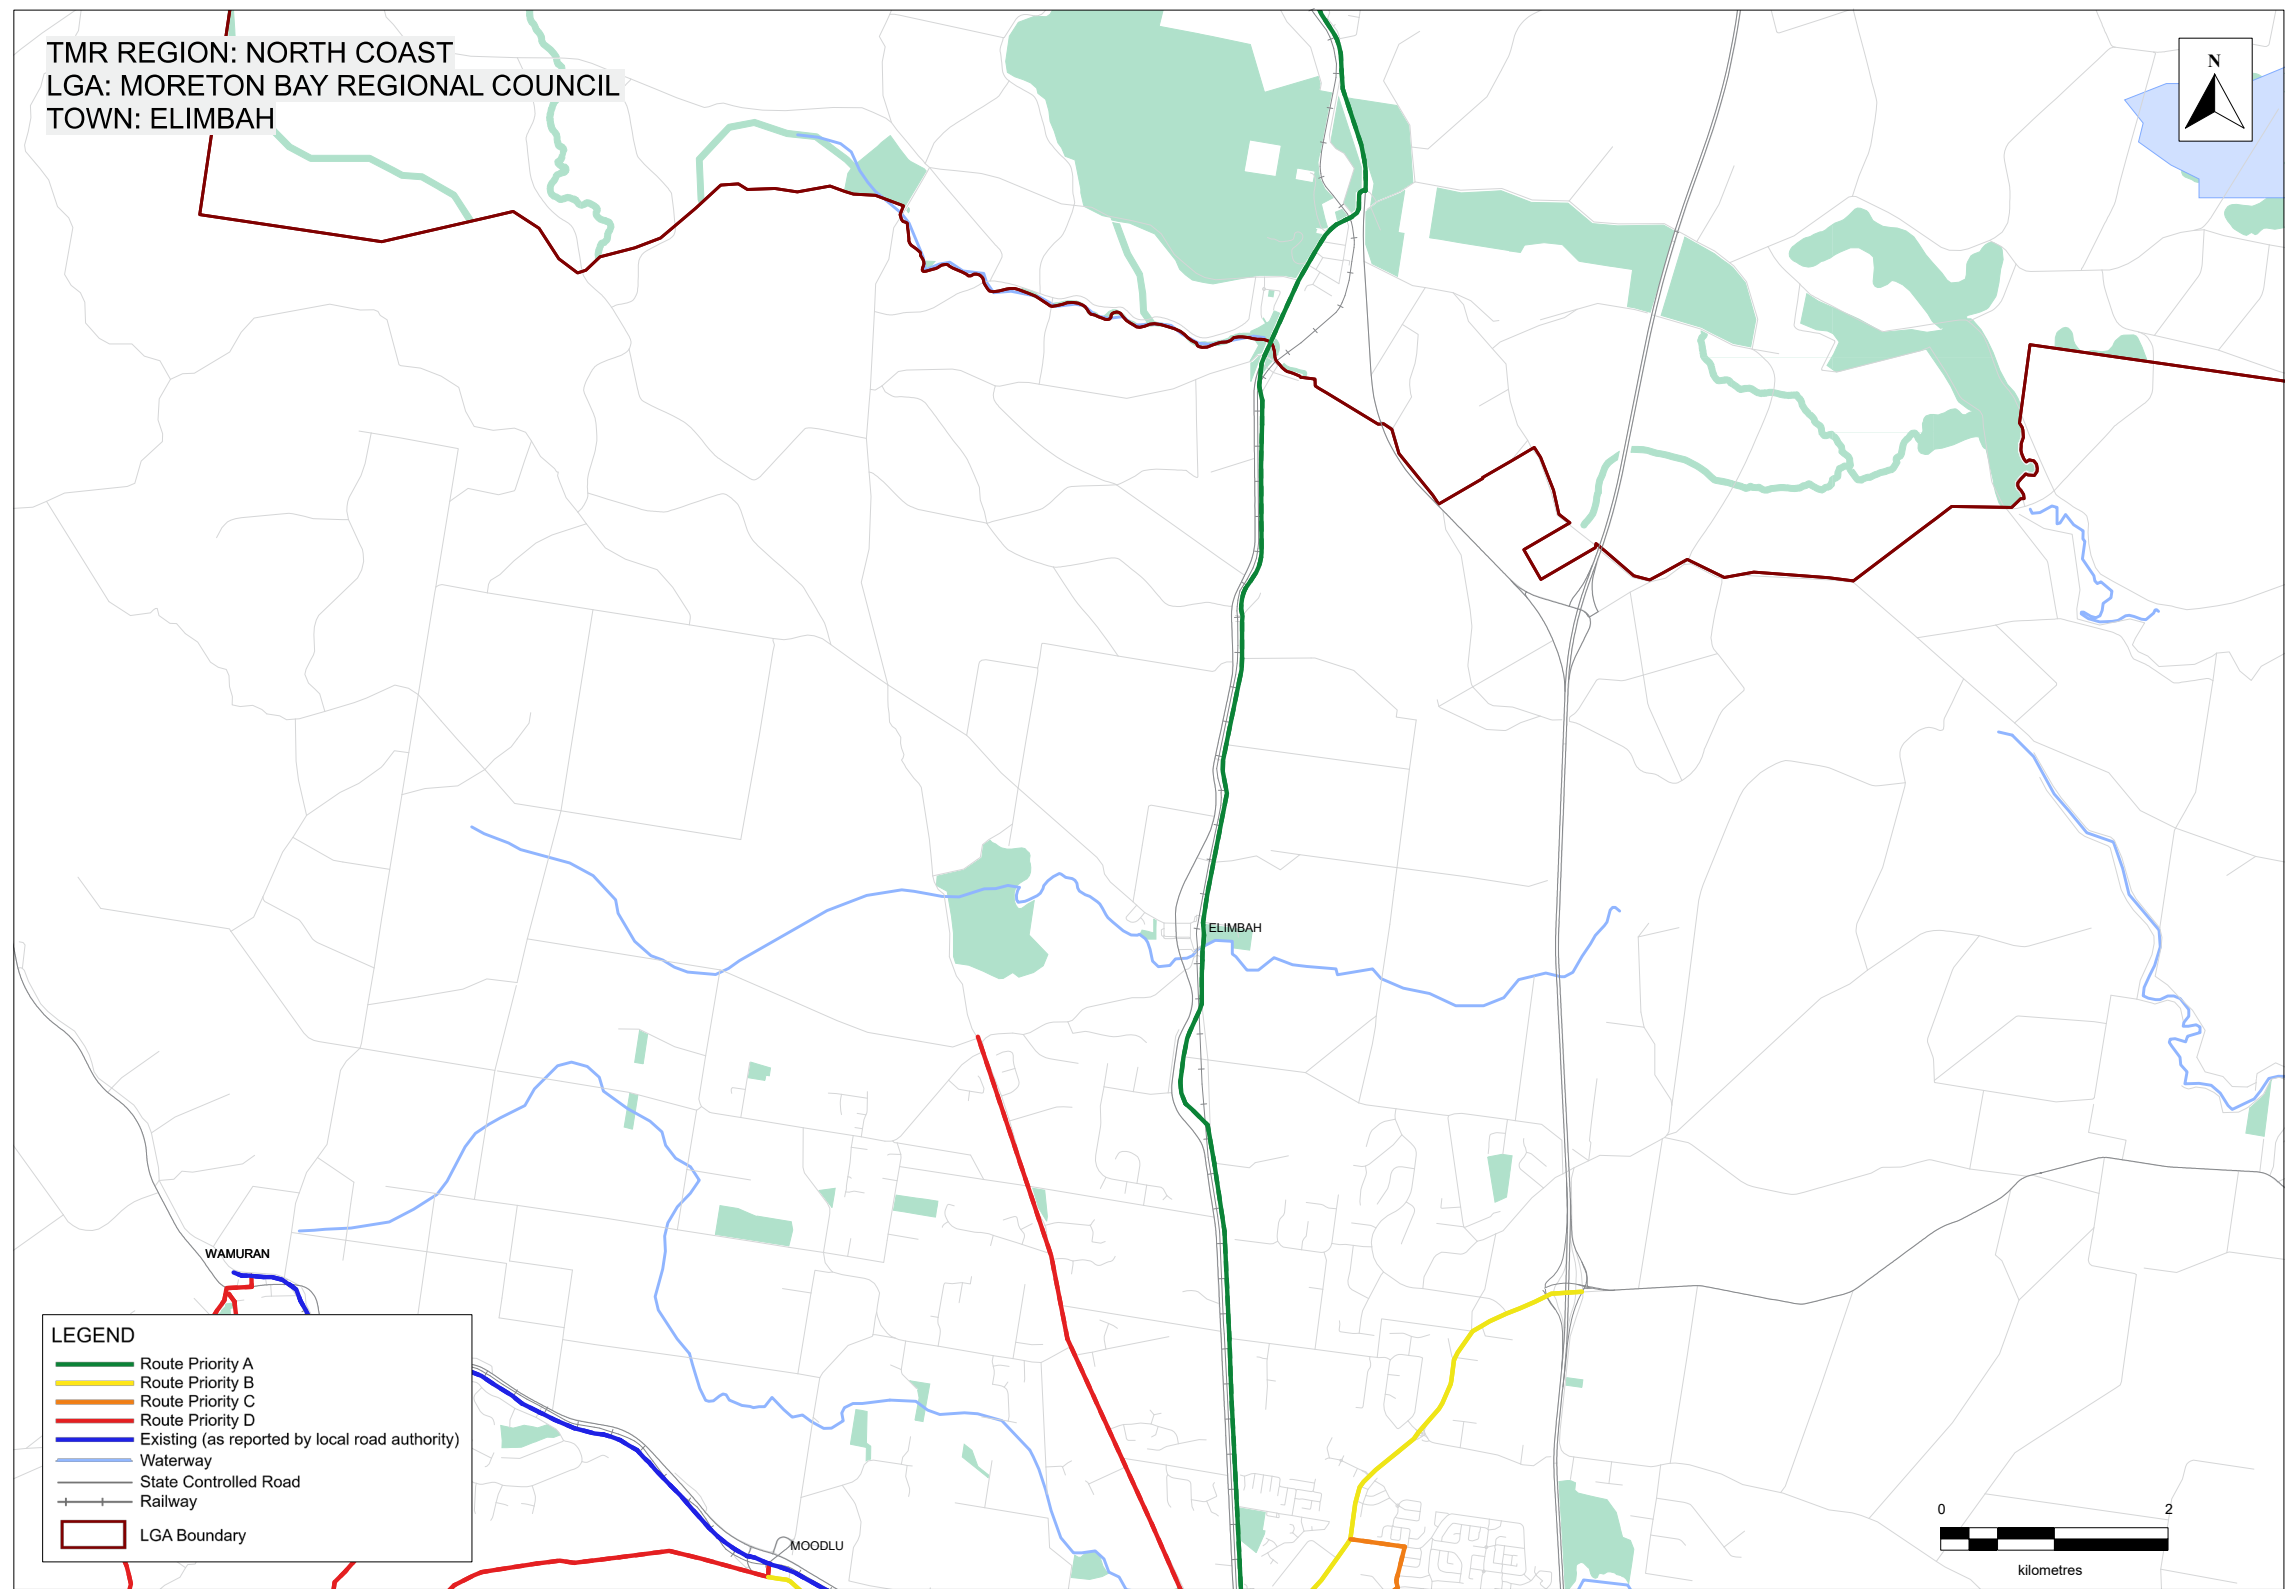 TMR REGION: NORTH COAST
LGA: MORETON BAY REGIONAL COUNCIL
TOWN: ELIMBAH
N
ELIMBAH
WAMURAN
LEGEND
Route Priority A
Route Priority B
Route Priority C
Route Priority D
Existing (as reported by local road authority)
Waterway
State Controlled Road
Railway
LGA Boundary
MOODLU
0 2
kilometres